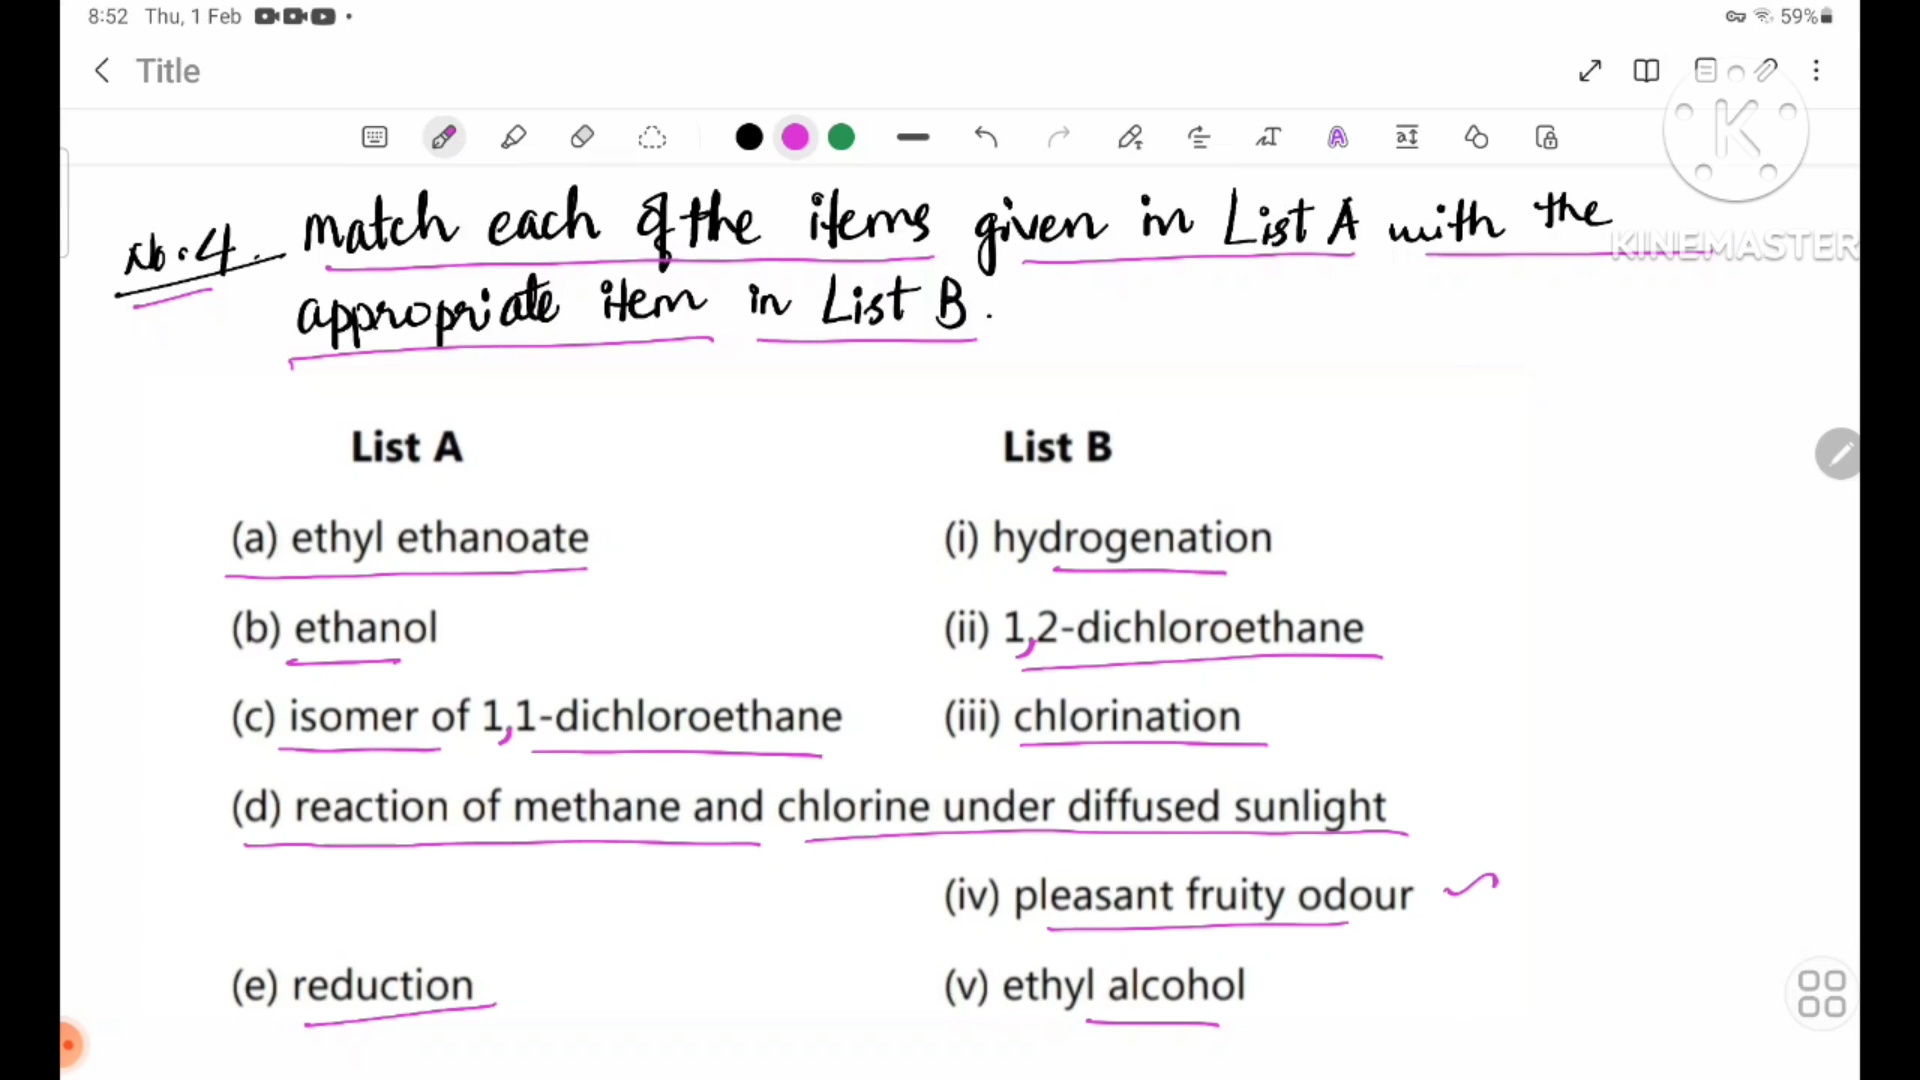 8:52 Thu, 1 Feb 59%
Title
K
KINEMASTER
No.4. Match each of the items given in List A with the
appropriate item in List B.
List A List B
(a) ethyl ethanoate (i) hydrogenation
(b) ethanol (ii) 1,2-dichloroethane
(c) isomer of 1,1-dichloroethane (iii) chlorination
(d) reaction of methane and chlorine under diffused sunlight
(iv) pleasant fruity odour
(e) reduction (v) ethyl alcohol